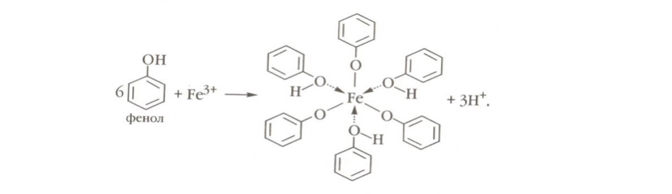 OH
6 + Fe³⁺ ⟶
фенол
O
O H
O H
Fe
O
O
O H
+ 3H⁺.